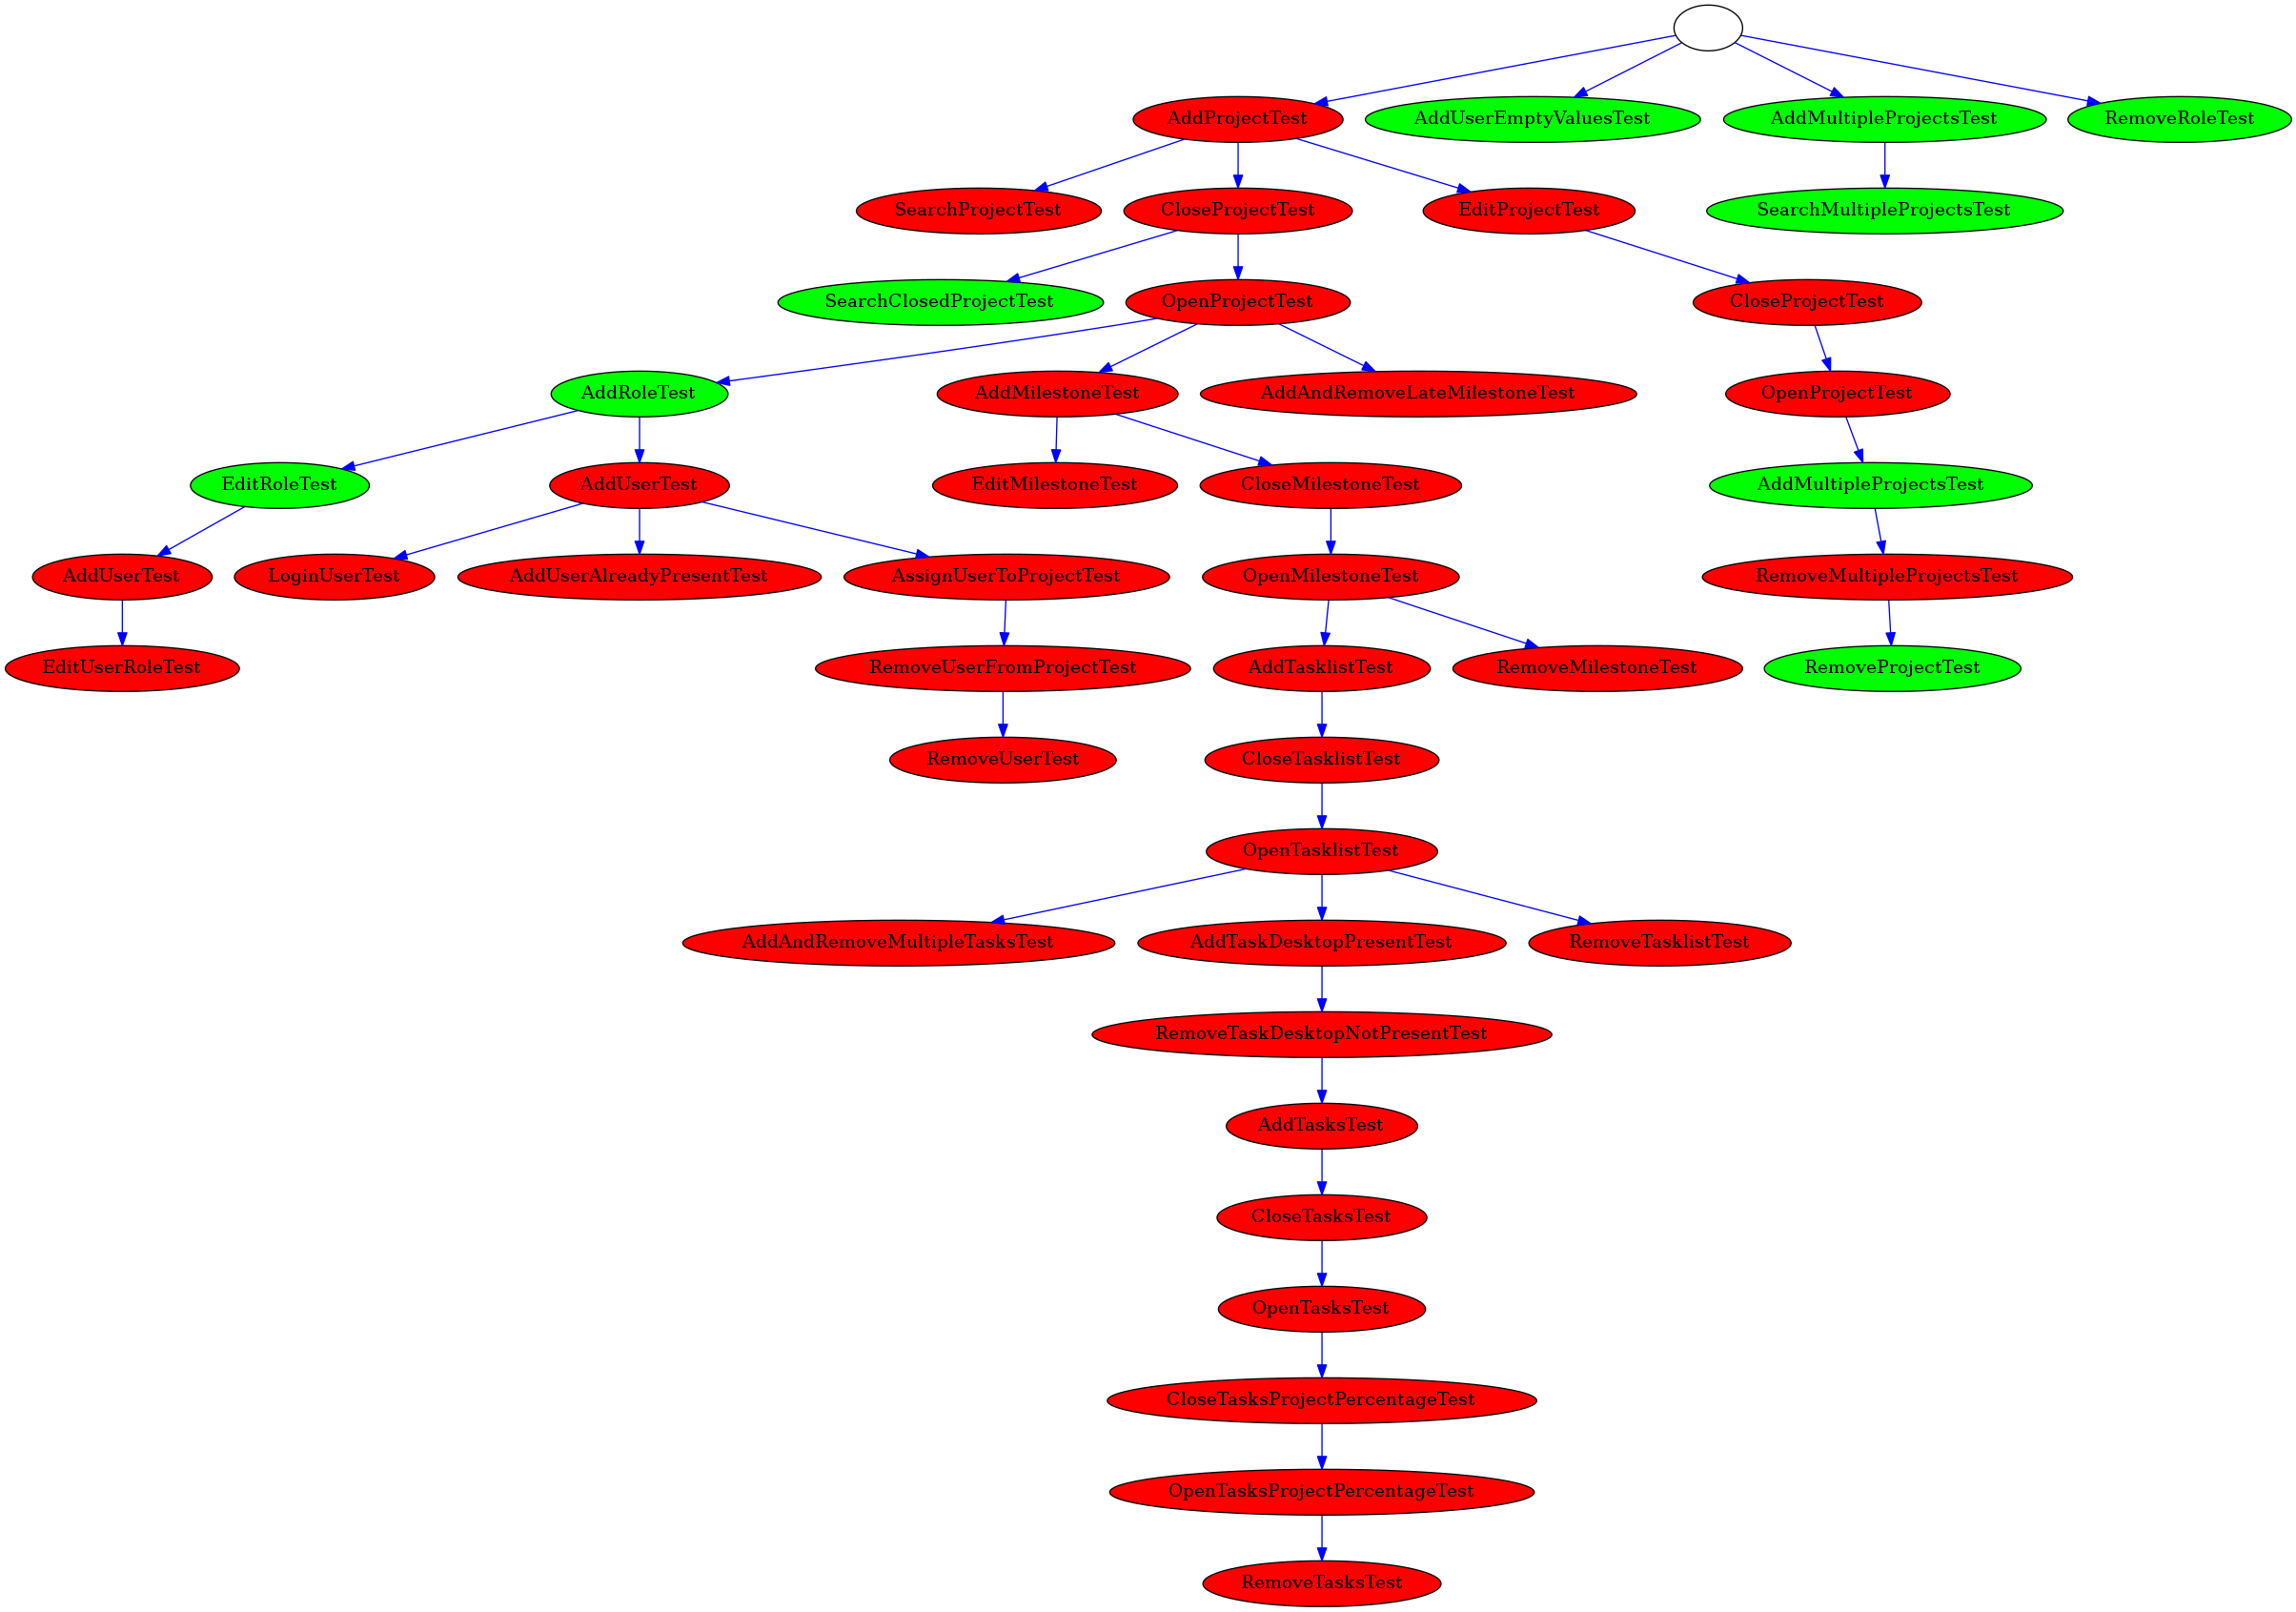 AddProjectTest
AddUserEmptyValuesTest
AddMultipleProjectsTest
RemoveRoleTest
SearchProjectTest
CloseProjectTest
EditProjectTest
SearchMultipleProjectsTest
SearchClosedProjectTest
OpenProjectTest
CloseProjectTest
AddRoleTest
AddMilestoneTest
AddAndRemoveLateMilestoneTest
OpenProjectTest
EditRoleTest
AddUserTest
EditMilestoneTest
CloseMilestoneTest
AddMultipleProjectsTest
AddUserTest
LoginUserTest
AddUserAlreadyPresentTest
AssignUserToProjectTest
OpenMilestoneTest
RemoveMultipleProjectsTest
EditUserRoleTest
RemoveUserFromProjectTest
AddTasklistTest
RemoveMilestoneTest
RemoveProjectTest
RemoveUserTest
CloseTasklistTest
OpenTasklistTest
AddAndRemoveMultipleTasksTest
AddTaskDesktopPresentTest
RemoveTasklistTest
RemoveTaskDesktopNotPresentTest
AddTasksTest
CloseTasksTest
OpenTasksTest
CloseTasksProjectPercentageTest
OpenTasksProjectPercentageTest
RemoveTasksTest